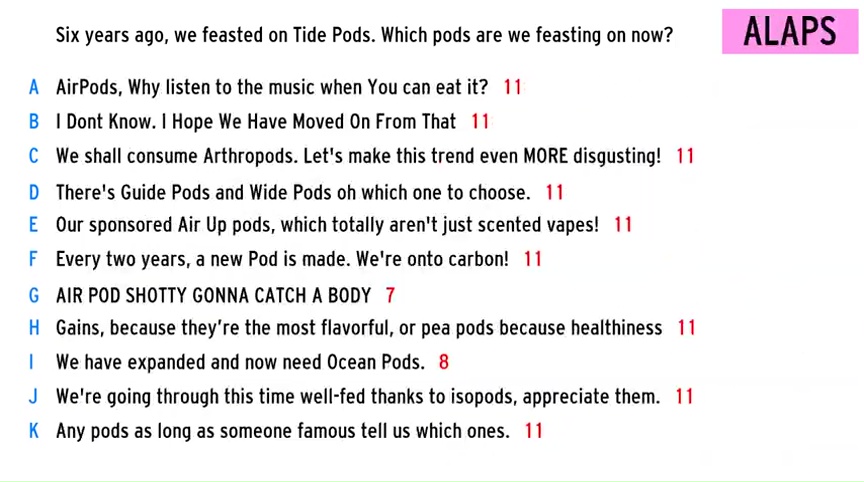 Six years ago, we feasted on Tide Pods. Which pods are we feasting on now?
ALAPS
A AirPods, Why listen to the music when You can eat it? 11
B I Dont Know. I Hope We Have Moved On From That 11
C We shall consume Arthropods. Let's make this trend even MORE disgusting! 11
D There's Guide Pods and Wide Pods oh which one to choose. 11
E Our sponsored Air Up pods, which totally aren't just scented vapes! 11
F Every two years, a new Pod is made. We're onto carbon! 11
G AIR POD SHOTTY GONNA CATCH A BODY 7
H Gains, because they're the most flavorful, or pea pods because healthiness 11
I We have expanded and now need Ocean Pods. 8
J We're going through this time well-fed thanks to isopods, appreciate them. 11
K Any pods as long as someone famous tell us which ones. 11